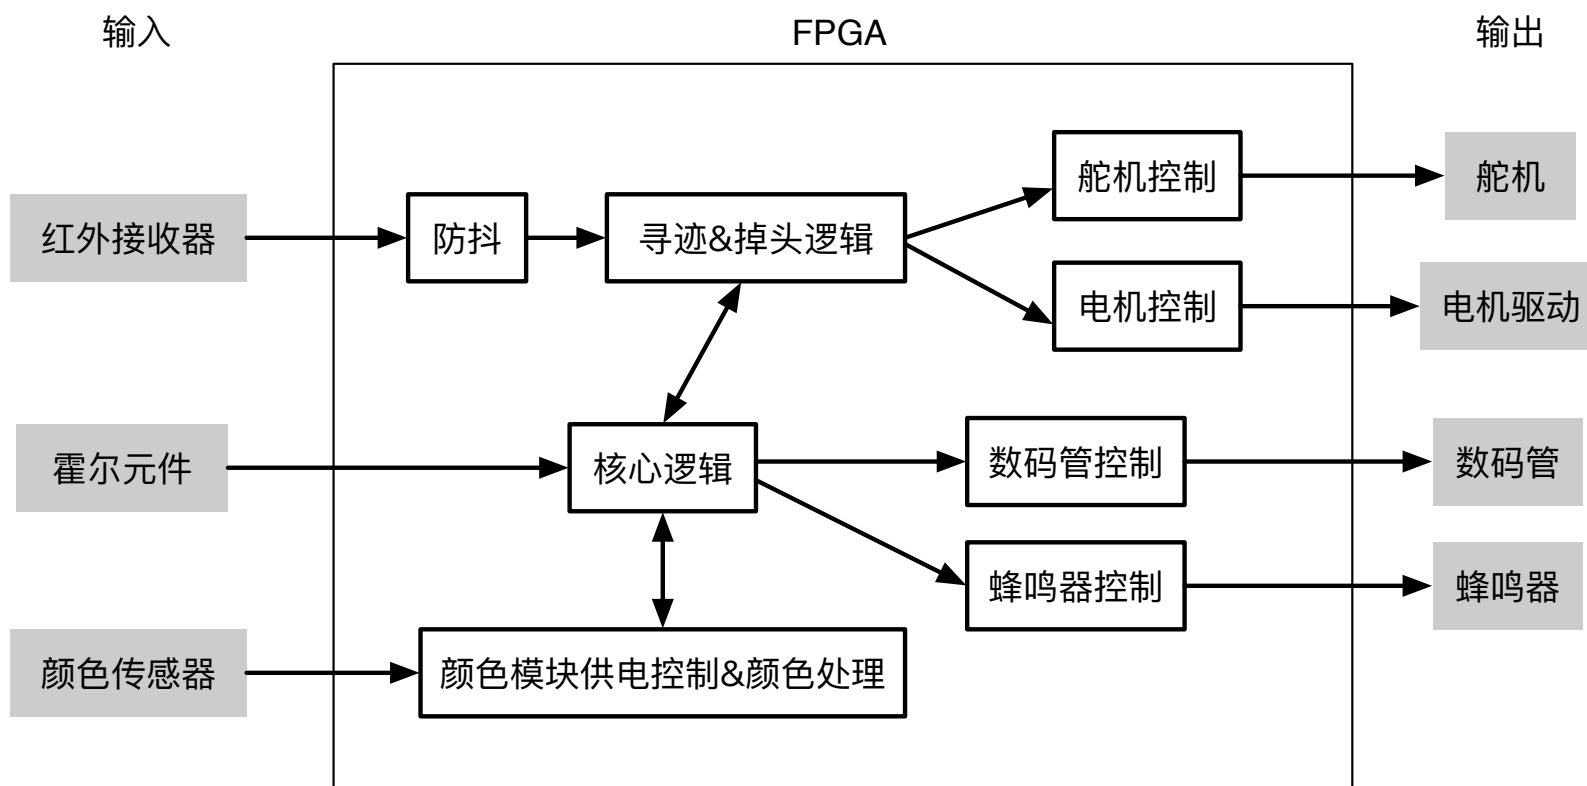 输入
FPGA
输出
舵机控制
舵机
红外接收器
防抖
寻迹&掉头逻辑
电机控制
电机驱动
霍尔元件
核心逻辑
数码管控制
数码管
蜂鸣器控制
蜂鸣器
颜色传感器
颜色模块供电控制&颜色处理